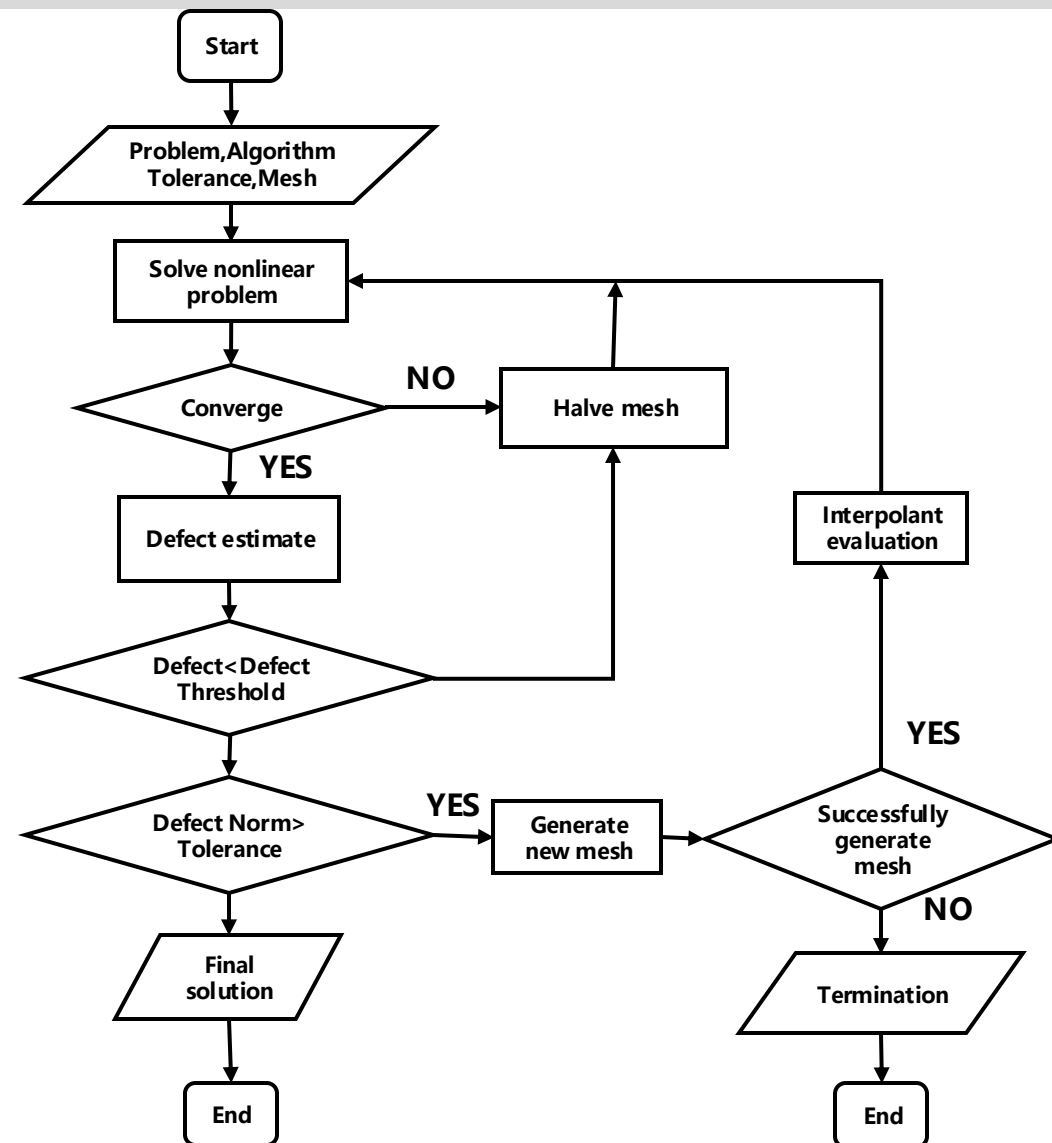 Start
Problem,Algorithm
Tolerance,Mesh
Solve nonlinear
problem
Converge
NO
Halve mesh
YES
Defect estimate
Interpolant
evaluation
Defect<Defect
Threshold
YES
Defect Norm>
Tolerance
YES
Generate
new mesh
Successfully
generate
mesh
NO
Final
solution
Termination
End
End